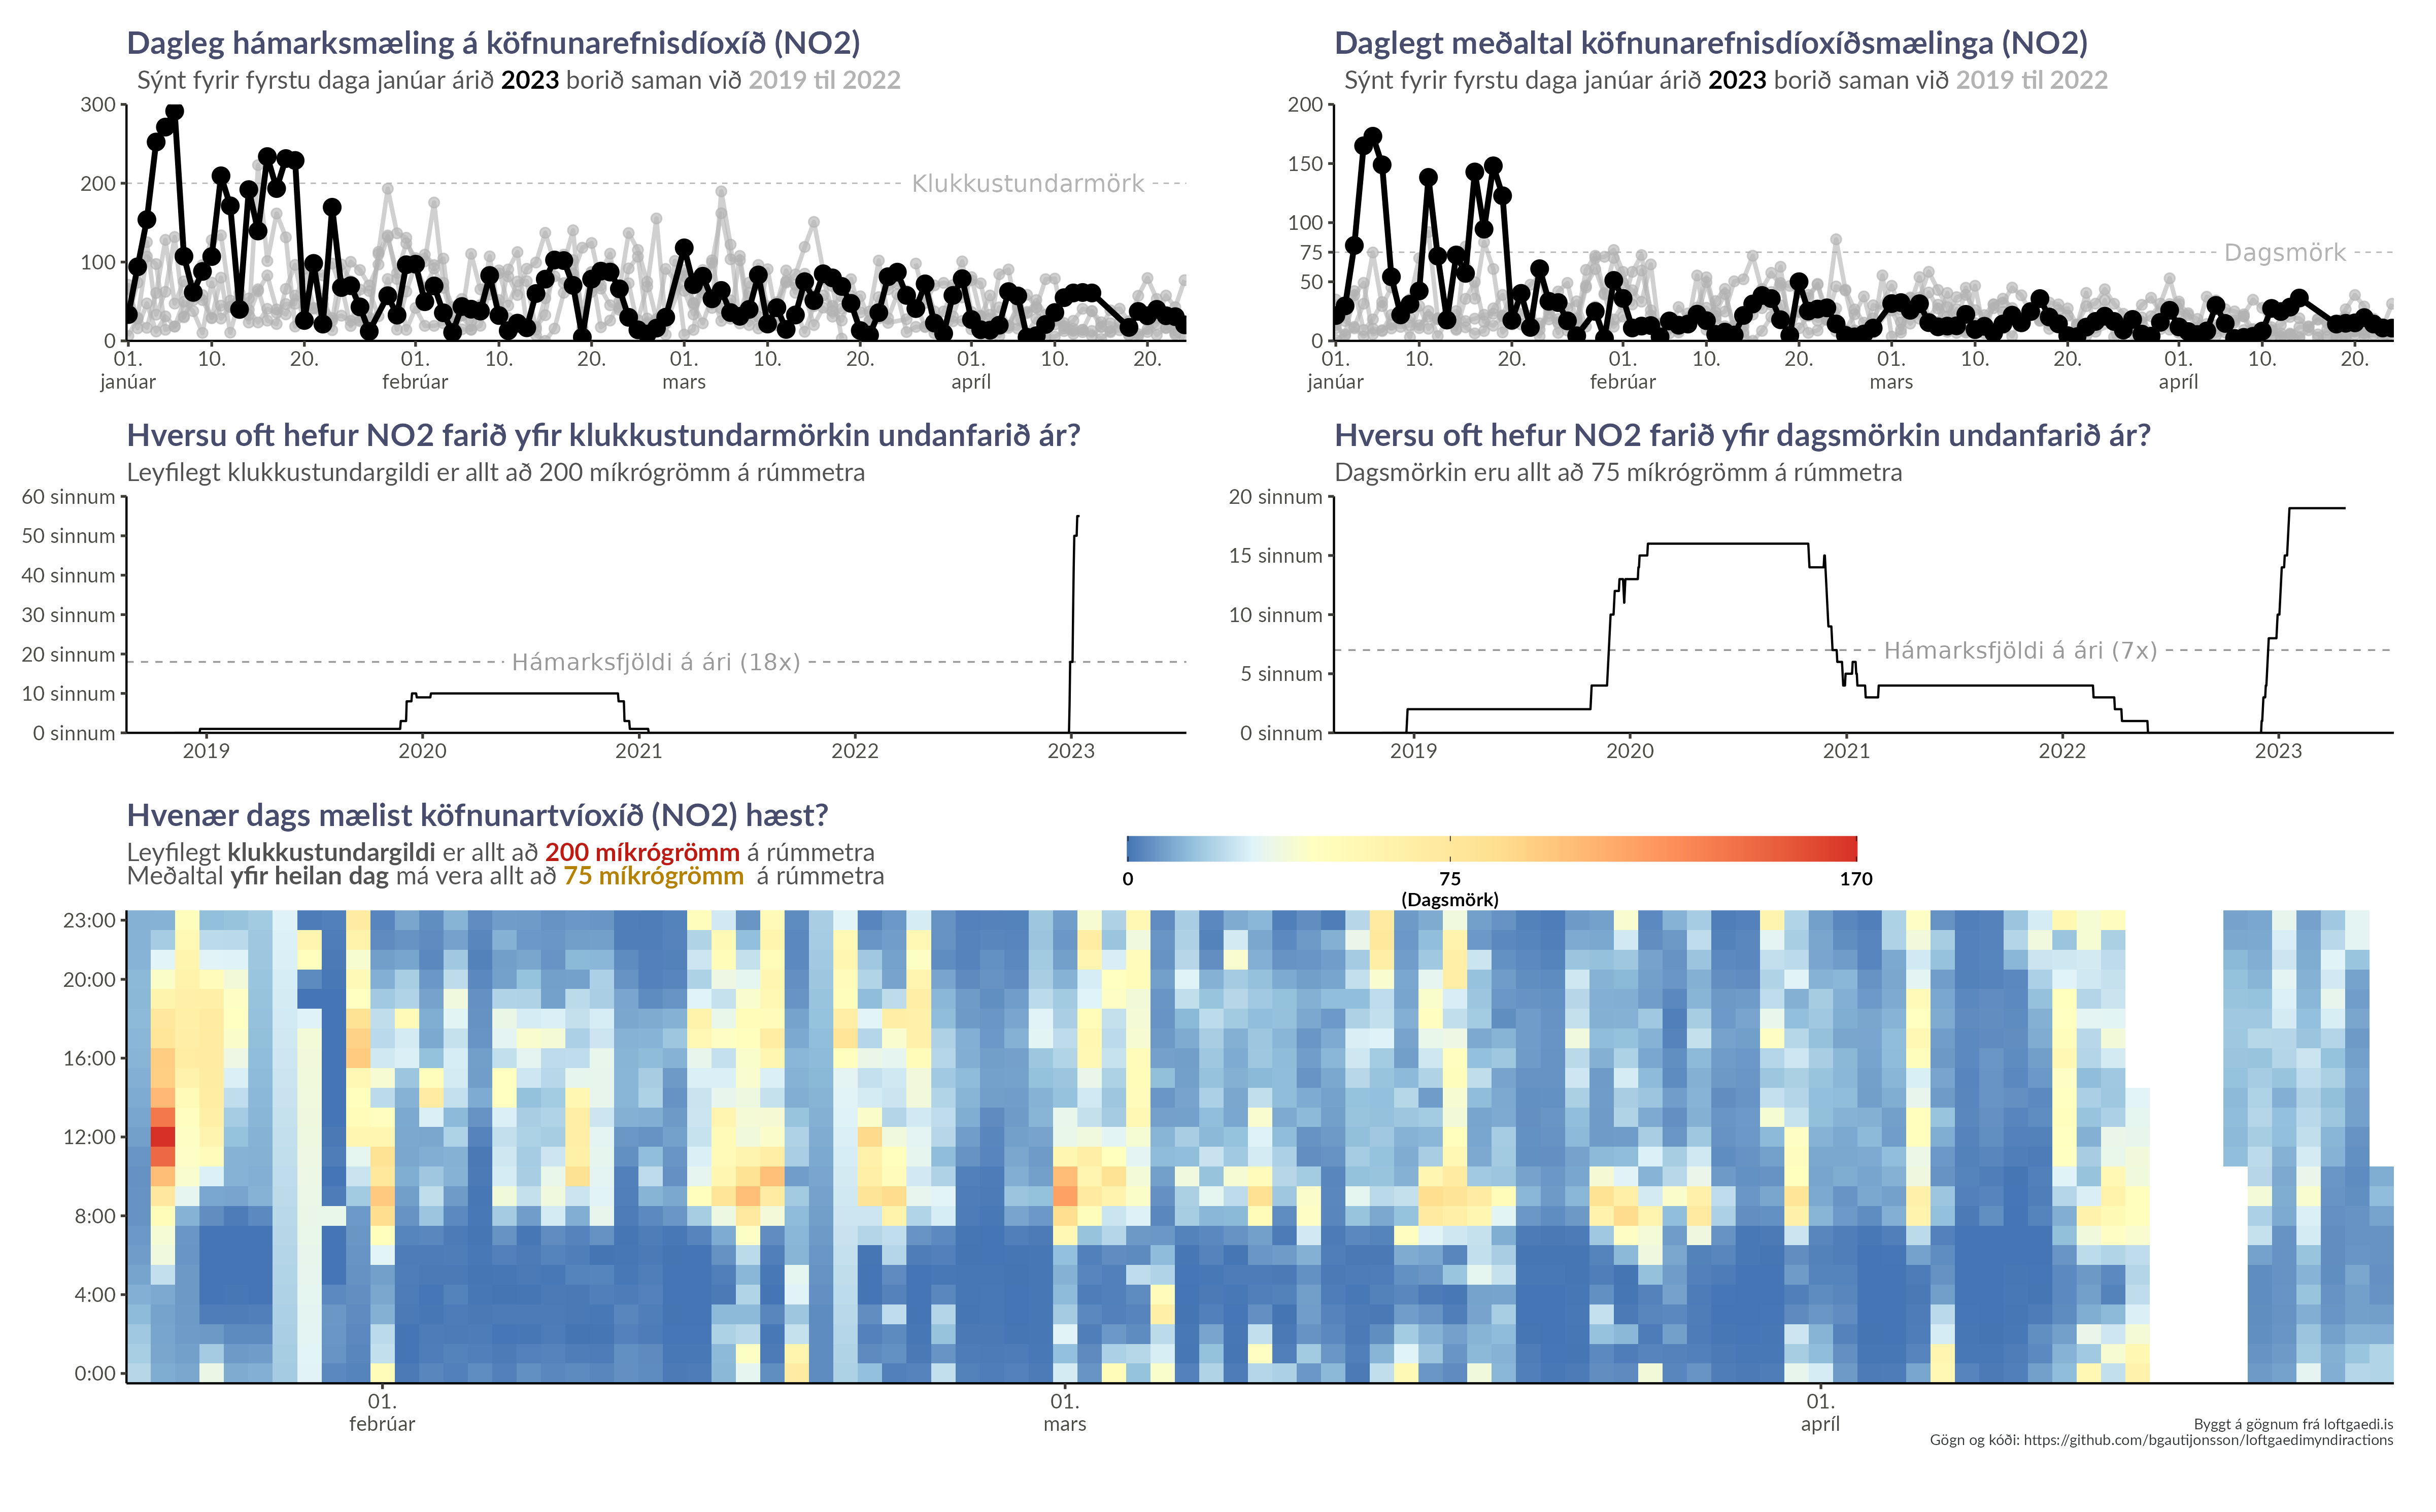 Dagleg hámarksmæling á köfnunarefnisdíoxíð (NO2)
Sýnt fyrir fyrstu daga janúar árið 2023 borið saman við 2019 til 2022
300
200
100
0
Klukkustundarmörk
01. 10. 20. 01. 10. 20. 01. 10. 20. 01. 10. 20.
janúar febrúar mars apríl
Daglegt meðaltal köfnunarefnisdíoxíðsmælinga (NO2)
Sýnt fyrir fyrstu daga janúar árið 2023 borið saman við 2019 til 2022
200
150
100
75
50
0
Dagsmörk
01. 10. 20. 01. 10. 20. 01. 10. 20. 01. 10. 20.
janúar febrúar mars apríl
Hversu oft hefur NO2 farið yfir klukkustundarmörkin undanfarið ár?
Leyfilegt klukkustundargildi er allt að 200 míkrógrömm á rúmmetra
60 sinnum
50 sinnum
40 sinnum
30 sinnum
20 sinnum
10 sinnum
0 sinnum
Hámarksfjöldi á ári (18x)
2019 2020 2021 2022 2023
Hversu oft hefur NO2 farið yfir dagsmörkin undanfarið ár?
Dagsmörkin eru allt að 75 míkrógrömm á rúmmetra
20 sinnum
15 sinnum
10 sinnum
5 sinnum
0 sinnum
Hámarksfjöldi á ári (7x)
2019 2020 2021 2022 2023
Hvenær dags mælist köfnunartvíoxíð (NO2) hæst?
Leyfilegt klukkustundargildi er allt að 200 míkrógrömm á rúmmetra
Meðaltal yfir heilan dag má vera allt að 75 míkrógrömm á rúmmetra
0 75 170
(Dagsmörk)
23:00
20:00
16:00
12:00
8:00
4:00
0:00
01. 01. 01.
febrúar mars apríl
Byggt á gögnum frá loftgaedi.is
Gögn og kóði: https://github.com/bgautijonsson/loftgaedimyndiractions